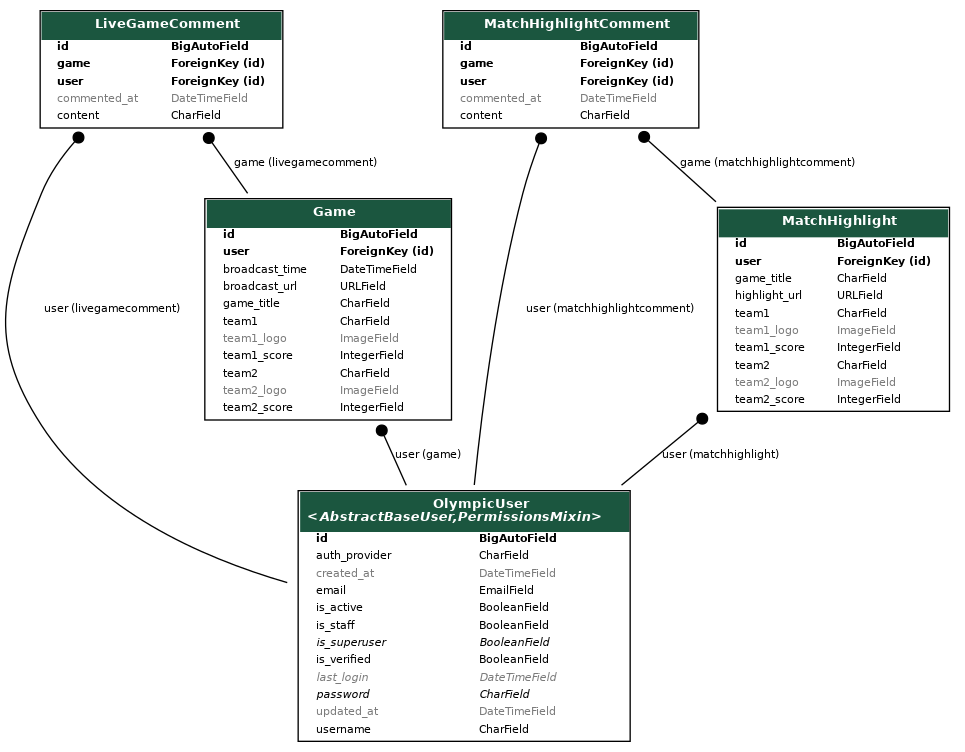 LiveGameComment
id BigAutoField
game ForeignKey (id)
user ForeignKey (id)
commented_at DateTimeField
content CharField
MatchHighlightComment
id BigAutoField
game ForeignKey (id)
user ForeignKey (id)
commented_at DateTimeField
content CharField
game (livegamecomment)
game (matchhighlightcomment)
Game
id BigAutoField
user ForeignKey (id)
broadcast_time DateTimeField
broadcast_url URLField
game_title CharField
team1 CharField
team1_logo ImageField
team1_score IntegerField
team2 CharField
team2_logo ImageField
team2_score IntegerField
MatchHighlight
id BigAutoField
user ForeignKey (id)
game_title CharField
highlight_url URLField
team1 CharField
team1_logo ImageField
team1_score IntegerField
team2 CharField
team2_logo ImageField
team2_score IntegerField
user (livegamecomment)
user (matchhighlightcomment)
user (game)
user (matchhighlight)
OlympicUser
<AbstractBaseUser,PermissionsMixin>
id BigAutoField
auth_provider CharField
created_at DateTimeField
email EmailField
is_active BooleanField
is_staff BooleanField
is_superuser BooleanField
is_verified BooleanField
last_login DateTimeField
password CharField
updated_at DateTimeField
username CharField